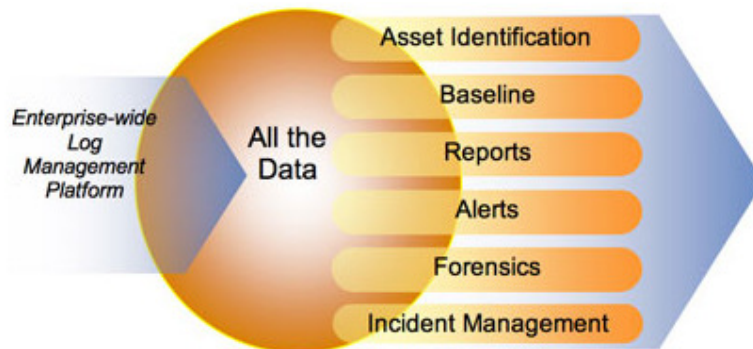 Enterprise-wide
Log
Management
Platform
All the
Data
Asset Identification
Baseline
Reports
Alerts
Forensics
Incident Management